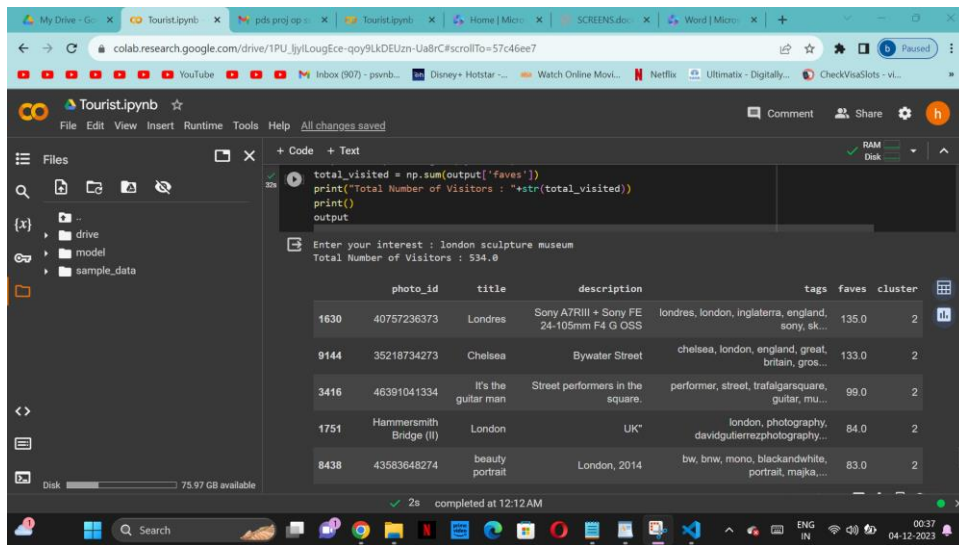 My Drive - Go
Tourist.ipynb
pds proj op s
Tourist.ipynb
Home | Micro
SCREENS.doc
Word | Micro
colab.research.google.com/drive/1PU_ljylLougEce-qoy9LkDEUzn-Ua8rC#scrollTo=57c46ee7
b Paused
YouTube
Inbox (907) - psvnb...
Disney+ Hotstar -...
Watch Online Movi...
Netflix
Ultimatix - Digitally...
CheckVisaSlots - vi...
»
CO
Tourist.ipynb
Comment
Share
h
File Edit View Insert Runtime Tools Help All changes saved
Files
+ Code + Text
RAM
Disk
..
drive
model
sample_data
{x}
<>
32s
total_visited = np.sum(output['faves'])
print("Total Number of Visitors : "+str(total_visited))
print()
output
Enter your interest : london sculpture museum
Total Number of Visitors : 534.0
photo_id title description tags faves cluster
1630 40757236373 Londres Sony A7RIII + Sony FE 24-105mm F4 G OSS londres, london, inglaterra, england, sony, sk... 135.0 2
9144 35218734273 Chelsea Bywater Street chelsea, london, england, great, britain, gros... 133.0 2
3416 46391041334 It's the guitar man Street performers in the square. performer, street, trafalgarsquare, guitar, mu... 99.0 2
1751 Hammersmith Bridge (II) London UK" london, photography, davidgutierrezphotography... 84.0 2
8438 43583648274 beauty portrait London, 2014 bw, bnw, mono, blackandwhite, portrait, majka,... 83.0 2
Disk 75.97 GB available
2s completed at 12:12 AM
Search
ENG
IN
00:37
04-12-2023